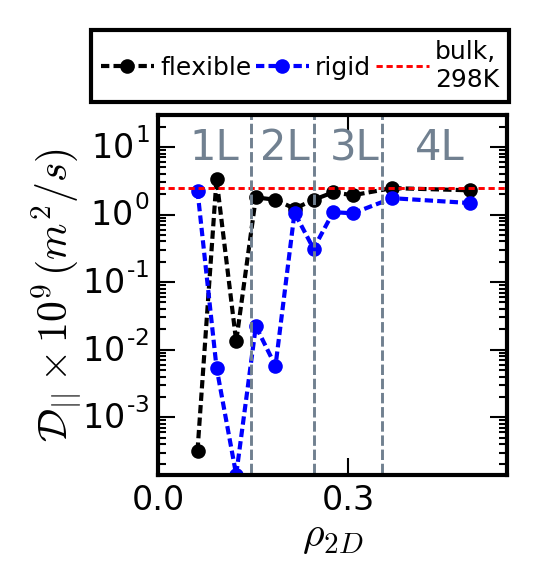 flexible rigid bulk, 298K
1L 2L 3L 4L
10¹
10⁰
10⁻¹
10⁻²
10⁻³
𝒟|| × 10⁹ (m²/s)
0.0 0.3
ρ2D